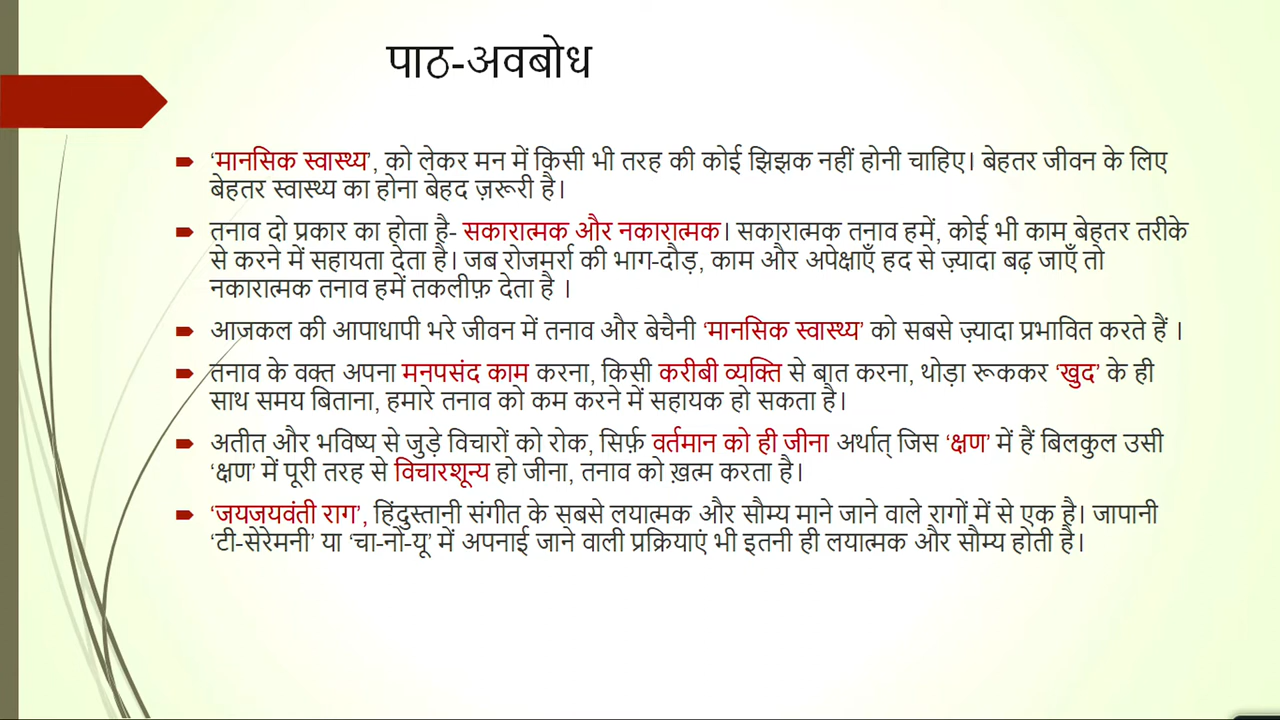 पाठ-अवबोध
‘मानसिक स्वास्थ्य’, को लेकर मन में किसी भी तरह की कोई झिझक नहीं होनी चाहिए। बेहतर जीवन के लिए
बेहतर स्वास्थ्य का होना बेहद ज़रूरी है।
तनाव दो प्रकार का होता है- सकारात्मक और नकारात्मक। सकारात्मक तनाव हमें, कोई भी काम बेहतर तरीके
से करने में सहायता देता है। जब रोजमर्रा की भाग-दौड़, काम और अपेक्षाएँ हद से ज़्यादा बढ़ जाएँ तो
नकारात्मक तनाव हमें तकलीफ़ देता है ।
आजकल की आपाधापी भरे जीवन में तनाव और बेचैनी ‘मानसिक स्वास्थ्य’ को सबसे ज़्यादा प्रभावित करते हैं ।
तनाव के वक्त अपना मनपसंद काम करना, किसी करीबी व्यक्ति से बात करना, थोड़ा रूककर ‘खुद’ के ही
साथ समय बिताना, हमारे तनाव को कम करने में सहायक हो सकता है।
अतीत और भविष्य से जुड़े विचारों को रोक, सिर्फ़ वर्तमान को ही जीना अर्थात् जिस ‘क्षण’ में हैं बिलकुल उसी
‘क्षण’ में पूरी तरह से विचारशून्य हो जीना, तनाव को ख़त्म करता है।
‘जयजयवंती राग’, हिंदुस्तानी संगीत के सबसे लयात्मक और सौम्य माने जाने वाले रागों में से एक है। जापानी
‘टी-सेरेमनी’ या ‘चा-नो-यू’ में अपनाई जाने वाली प्रक्रियाएं भी इतनी ही लयात्मक और सौम्य होती है।